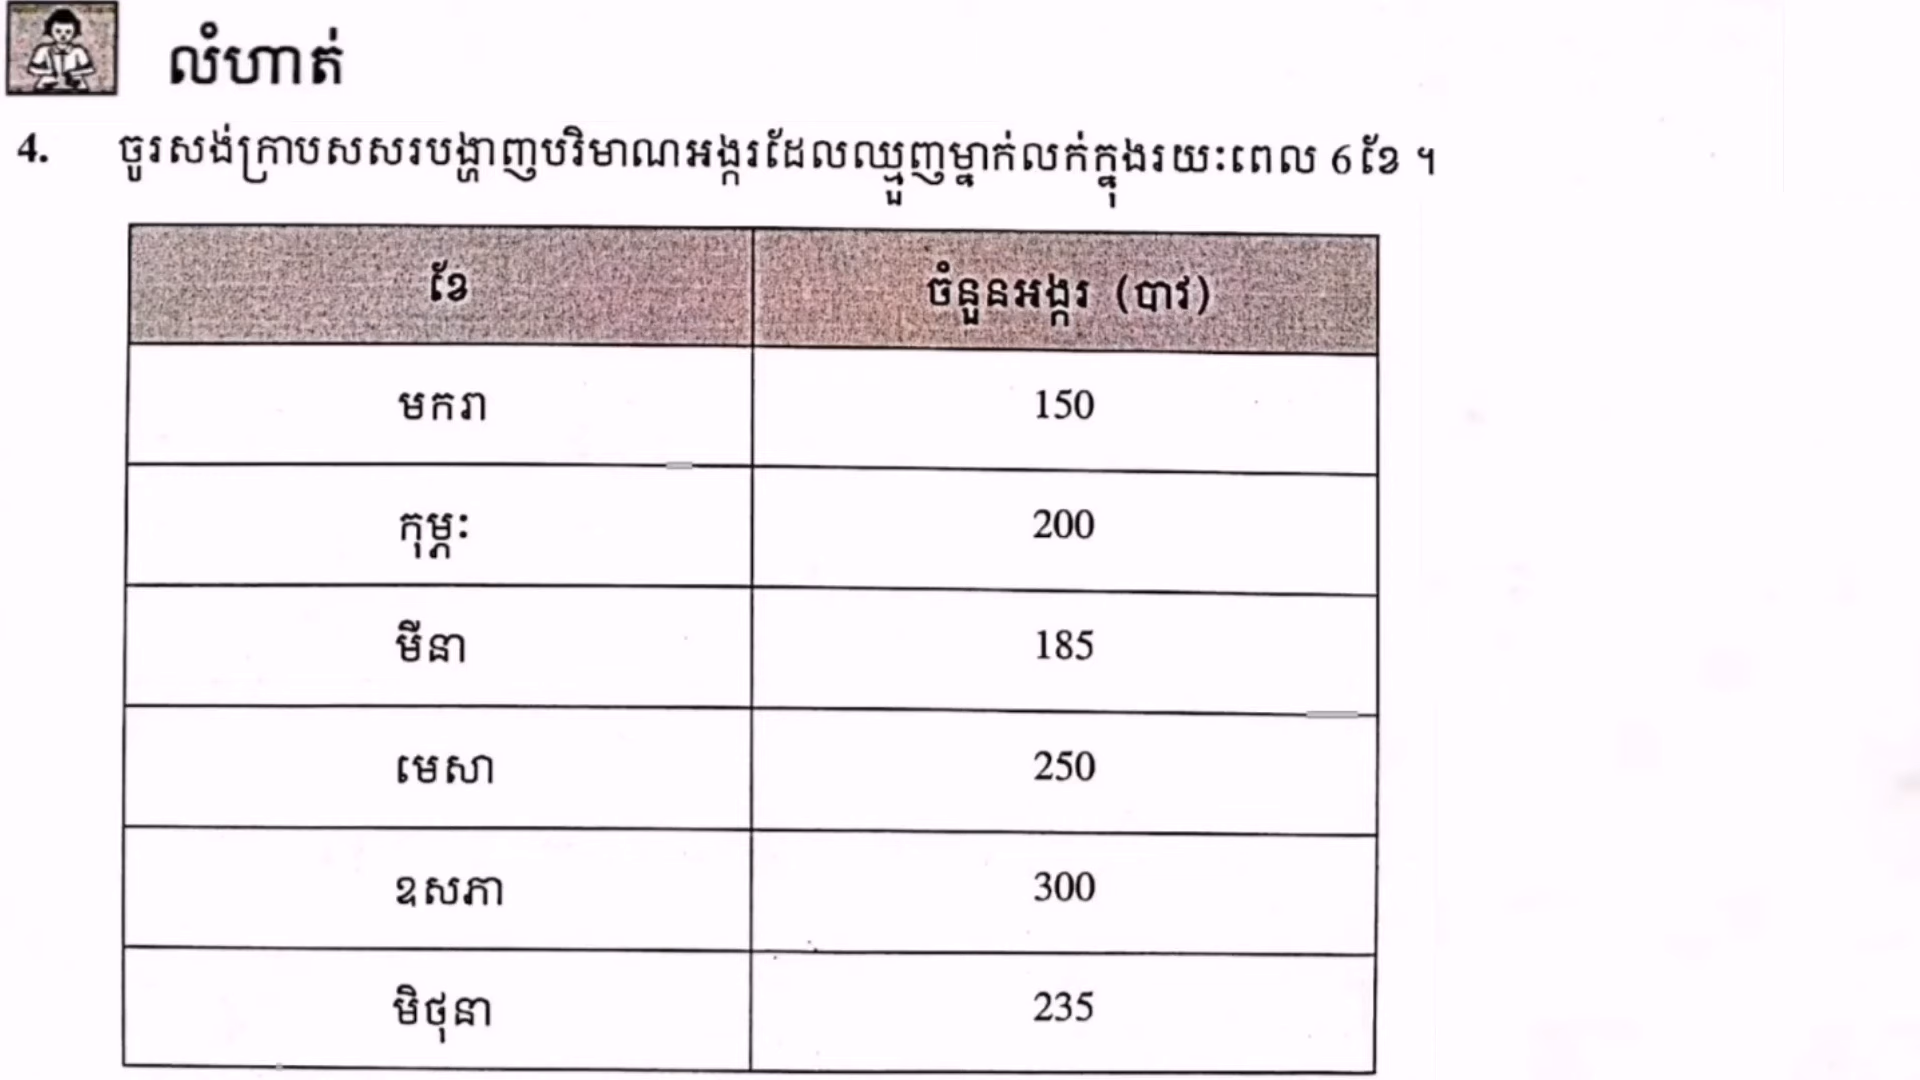 លំហាត់
4. ចូរសង់ក្រាបសសរបង្ហាញបរិមាណអង្ករដែលឈ្មួញម្នាក់លក់ក្នុងរយៈពេល 6 ខែ ។
ខែ ចំនួនអង្ករ (បាវ)
មករា 150
កុម្ភៈ 200
មីនា 185
មេសា 250
ឧសភា 300
មិថុនា 235